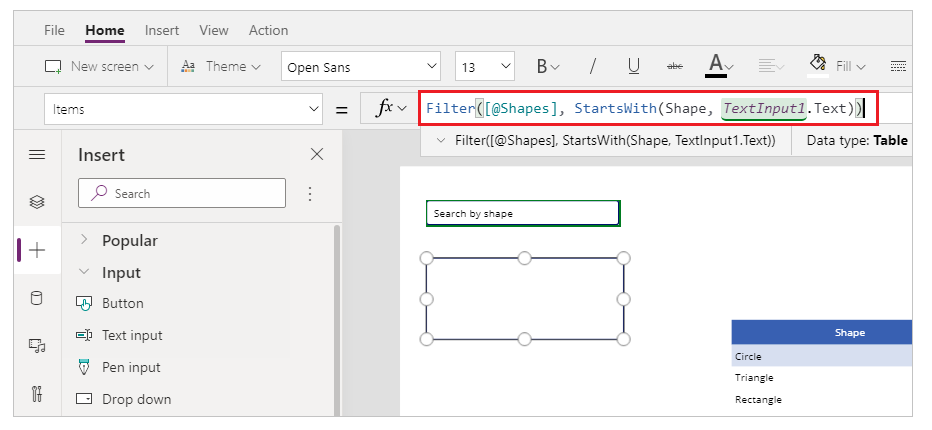 File Home Insert View Action
New screen Aa Theme Open Sans 13 B / U abc A Fill
Items = fx Filter([@Shapes], StartsWith(Shape, TextInput1.Text))
Filter([@Shapes], StartsWith(Shape, TextInput1.Text)) Data type: Table
Insert
Search
Popular
Input
Button
Text input
Pen input
Drop down
Search by shape
Shape
Circle
Triangle
Rectangle